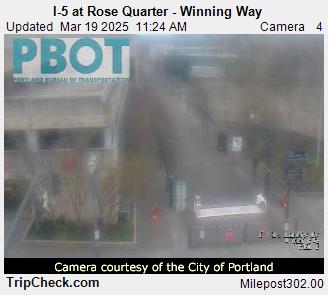 I-5 at Rose Quarter - Winning Way
Updated Mar 19 2025 11:24 AM Camera 4
PBOT
PORTLAND BUREAU OF TRANSPORTATION
Camera courtesy of the City of Portland
TripCheck.com Milepost302.00